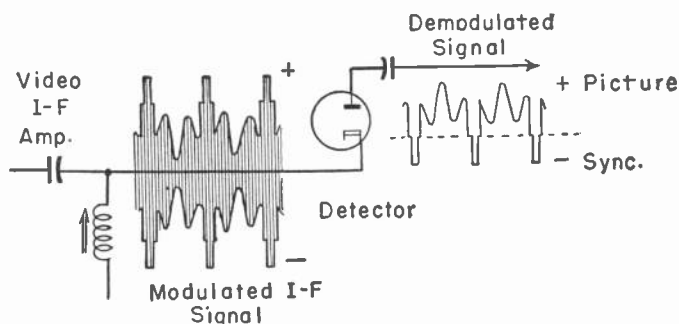 Demodulated
Signal
Video
I-F
Amp.
+
+ Picture
- Sync.
Detector
-
Modulated I-F
Signal